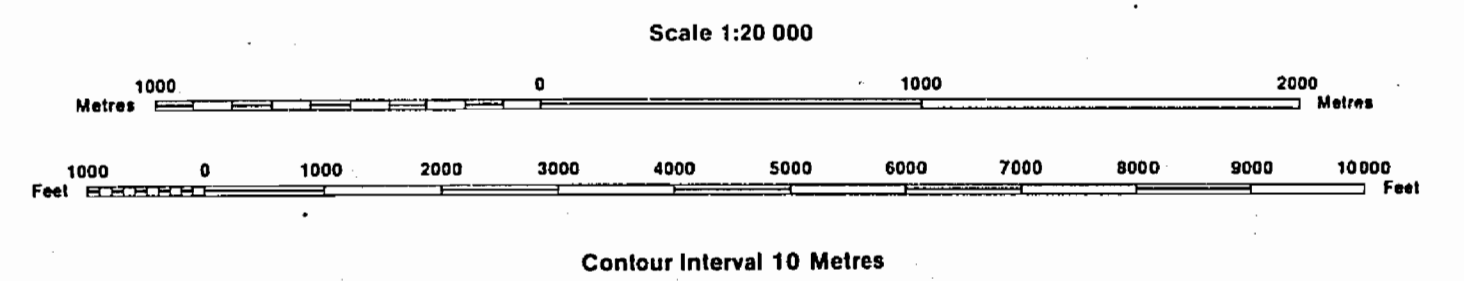 Scale 1:20 000
1000 0 1000 2000
Metres Metres
1000 0 1000 2000 3000 4000 5000 6000 7000 8000 9000 10000
Feet Feet
Contour Interval 10 Metres